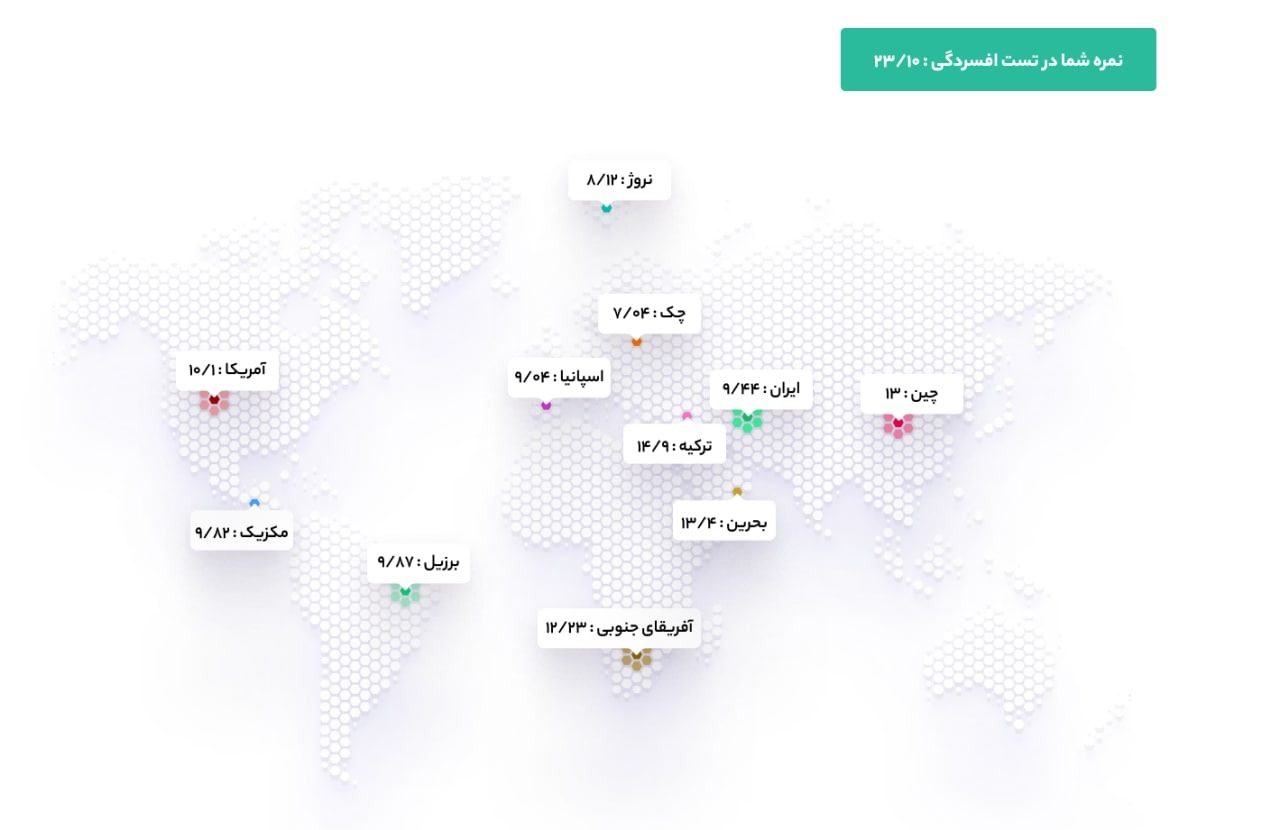 نمره شما در تست افسردگی : ۲۳/۱۰
نروژ : ۸/۱۲
چک : ۷/۰۴
آمریکا : ۱۰/۱
اسپانیا : ۹/۰۴
ایران : ۹/۴۴
چین : ۱۳
ترکیه : ۱۴/۹
مکزیک : ۹/۸۲
بحرین : ۱۳/۴
برزیل : ۹/۸۷
آفریقای جنوبی : ۱۲/۲۳